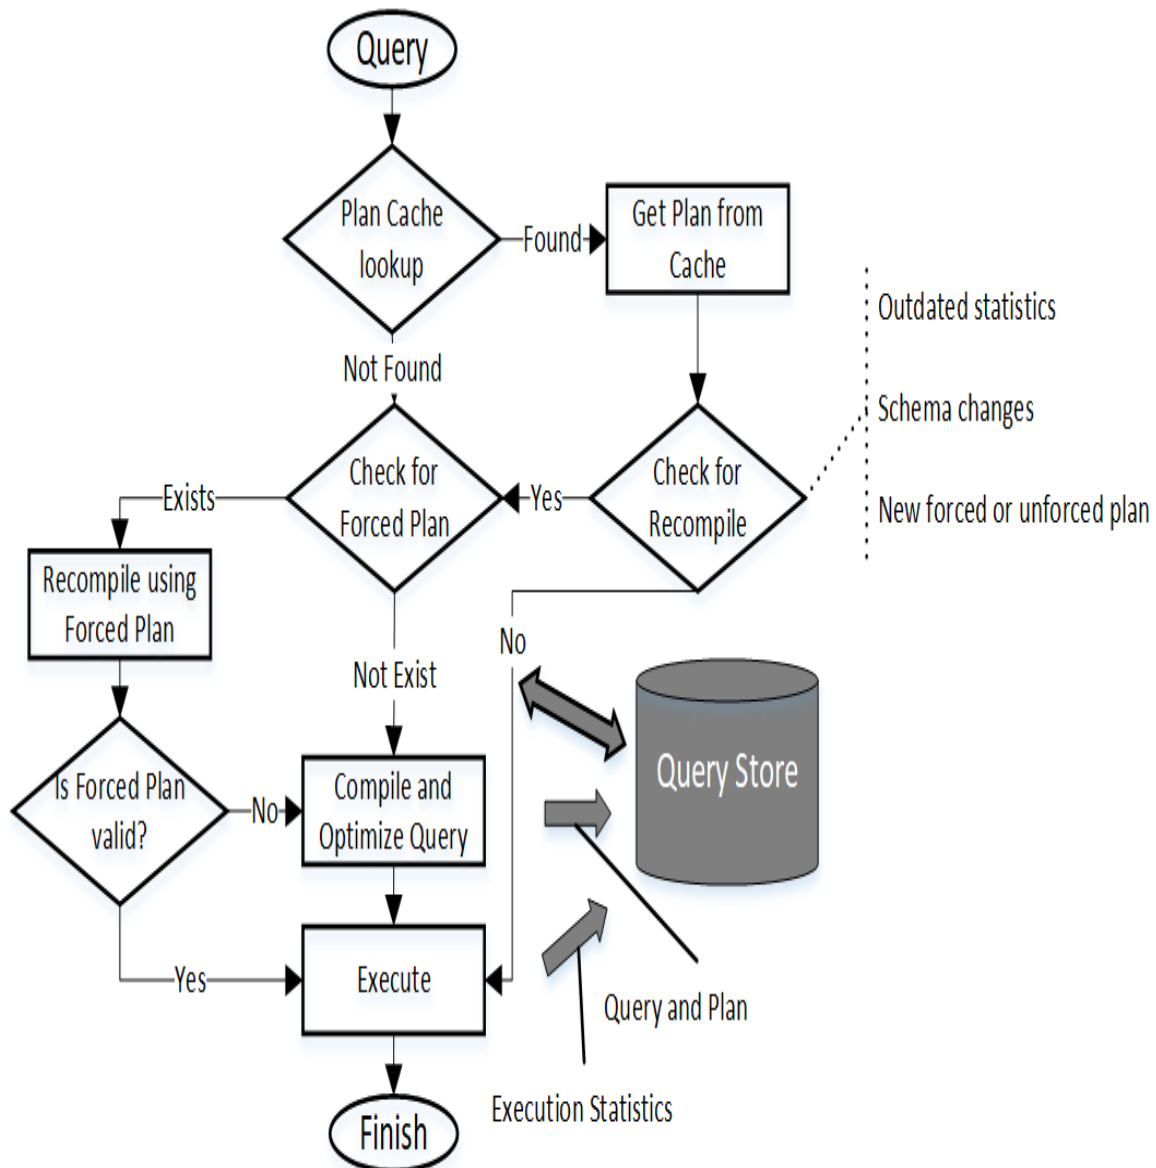 Query
Plan Cache
lookup
Found
Get Plan from
Cache
Outdated statistics
Not Found
Schema changes
Check for
Forced Plan
Yes
Check for
Recompile
Exists
New forced or unforced plan
Recompile using
Forced Plan
No
Not Exist
Query Store
Is Forced Plan
valid?
No
Compile and
Optimize Query
Yes
Execute
Query and Plan
Execution Statistics
Finish